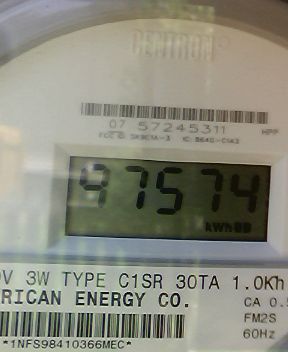 CENTRON®
07 57245311 HPP
97574
kWh
V 3W TYPE C1SR 30TA 1.0Kh
RICAN ENERGY CO.
CA 0.5
FM2S
60Hz
*1NFS98410366MEC*